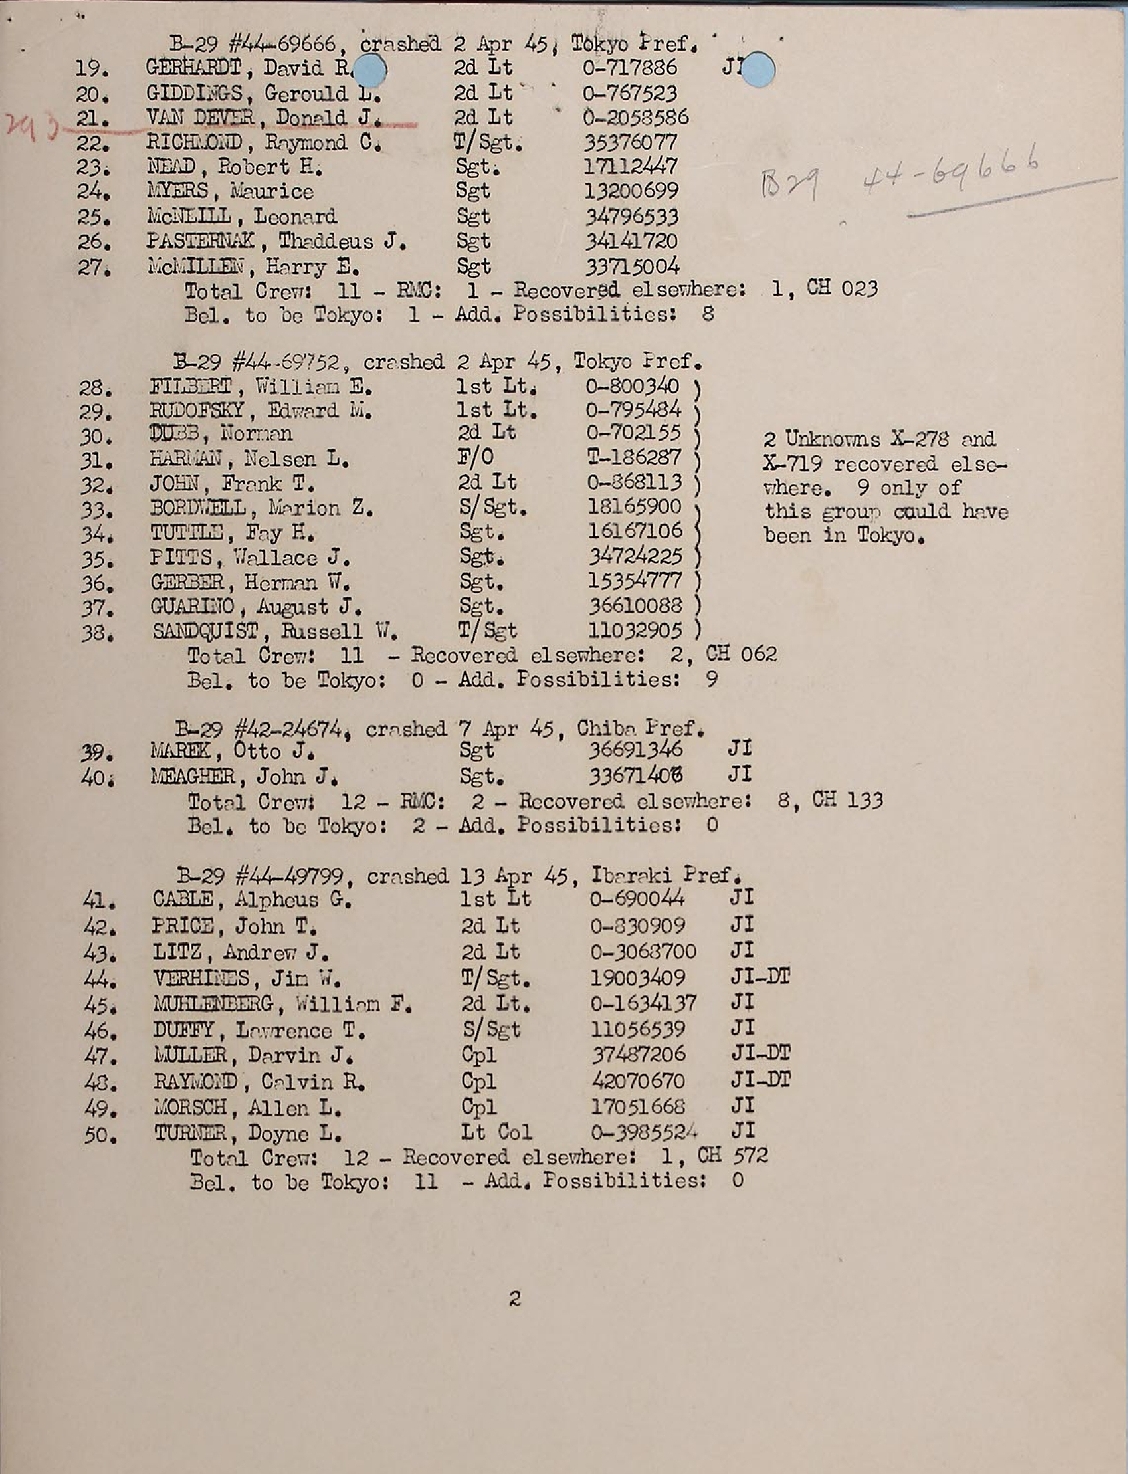 B-29 #44-69666, crashed 2 Apr 45, Tokyo Pref.
19. GERHARDT, David R. 2d Lt 0-717886 JI
20. GIDDINGS, Gerould L. 2d Lt 0-767523
293 21. VAN DEVER, Donald J. 2d Lt 0-2058586
22. RICHMOND, Raymond C. T/Sgt. 35376077
23. NEAD, Robert H. Sgt. 17112447
B29 44-69666
24. MYERS, Maurice Sgt 13200699
25. McNEILL, Leonard Sgt 34796533
26. PASTERNAK, Thaddeus J. Sgt 34141720
27. McMILLEN, Harry E. Sgt 33715004
Total Crew: 11 - RMC: 1 - Recovered elsewhere: 1, CH 023
Bel. to be Tokyo: 1 - Add. Possibilities: 8
B-29 #44-69752, crashed 2 Apr 45, Tokyo Pref.
28. FILBERT, William E. 1st Lt. 0-800340 )
29. RUDOFSKY, Edward M. 1st Lt. 0-795484 )
30. DUBB, Norman 2d Lt 0-702155 )
31. HARMAN, Nelsen L. F/O T-186287 )
32. JOHN, Frank T. 2d Lt 0-868113 )
33. BORDWELL, Marion Z. S/Sgt. 18165900 )
34. TUTTLE, Fay H. Sgt. 16167106 )
35. PITTS, Wallace J. Sgt. 34724225 )
36. GERBER, Herman W. Sgt. 15354777 )
37. GUARINO, August J. Sgt. 36610088 )
38. SANDQUIST, Russell W. T/Sgt 11032905 )
2 Unknowns X-278 and
X-719 recovered else-
where. 9 only of
this group could have
been in Tokyo.
Total Crew: 11 - Recovered elsewhere: 2, CH 062
Bel. to be Tokyo: 0 - Add. Possibilities: 9
B-29 #42-24674, crashed 7 Apr 45, Chiba Pref.
39. MAREK, Otto J. Sgt 36691346 JI
40. MEAGHER, John J. Sgt. JI
Total Crew: 12 - RMC: 2 - Recovered elsewhere: 8, CH 133
Bel. to be Tokyo: 2 - Add. Possibilities: 0
B-29 #44-49799, crashed 13 Apr 45, Ibaraki Pref.
41. CABLE, Alpheus G. 1st Lt 0-690044 JI
42. PRICE, John T. 2d Lt 0-830909 JI
43. LITZ, Andrew J. 2d Lt 0-3068700 JI
44. VERHINES, Jim W. T/Sgt. 19003409 JI-DT
45. MUHLENBERG, William F. 2d Lt. 0-1634137 JI
46. DUFFY, Lawrence T. S/Sgt 11056539 JI
47. MULLER, Darvin J. Cpl 37487206 JI-DT
48. RAYMOND, Calvin R. Cpl 42070670 JI-DT
49. MORSCH, Allen L. Cpl 17051668 JI
50. TURNER, Doyne L. Lt Col 0-3985524 JI
Total Crew: 12 - Recovered elsewhere: 1, CH 572
Bel. to be Tokyo: 11 - Add. Possibilities: 0
2